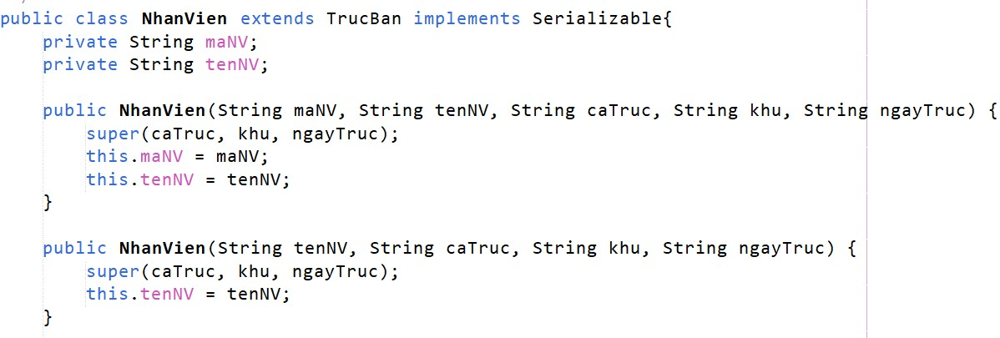 public class NhanVien extends TrucBan implements Serializable{
    private String maNV;
    private String tenNV;

    public NhanVien(String maNV, String tenNV, String caTruc, String khu, String ngayTruc) {
        super(caTruc, khu, ngayTruc);
        this.maNV = maNV;
        this.tenNV = tenNV;
    }

    public NhanVien(String tenNV, String caTruc, String khu, String ngayTruc) {
        super(caTruc, khu, ngayTruc);
        this.tenNV = tenNV;
    }